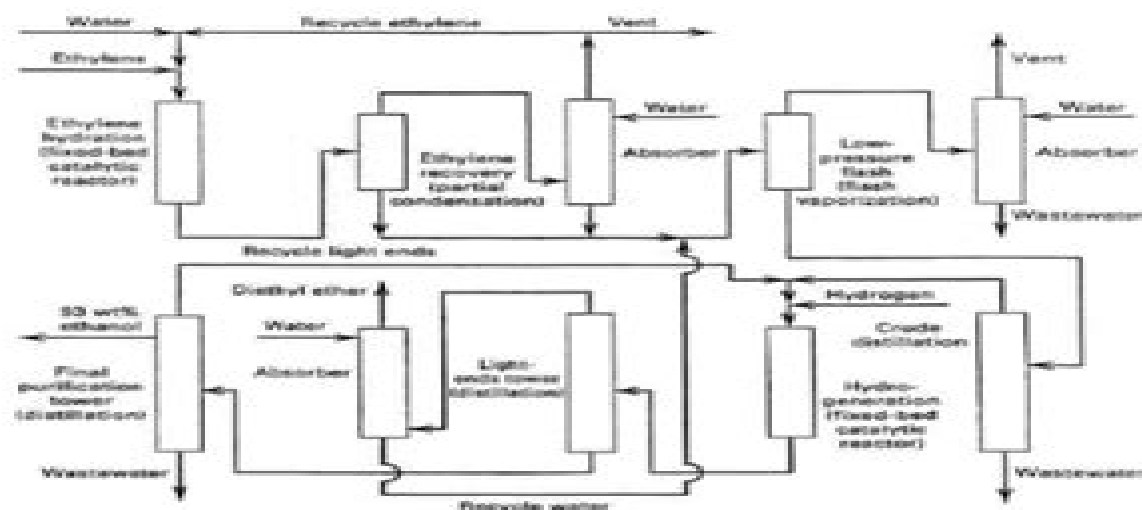 Water
Recycle ethylene
Vent
Vent
Ethylene
Ethylene
hydration
(fixed-bed
catalytic
reactor)
Water
Water
Ethylene
recovery
(partial
condensation)
Absorber
Low-
pressure
flash
(flash
vaporization)
Absorber
Wastewater
Recycle light ends
Diethyl ether
Hydrogen
93 wt%
ethanol
Water
Crude
distillation
Final
purification
tower
(distillation)
Absorber
Light-
ends tower
(distillation)
Hydro-
generation
(fixed-bed
catalytic
reactor)
Wastewater
Wastewater
Recycle water